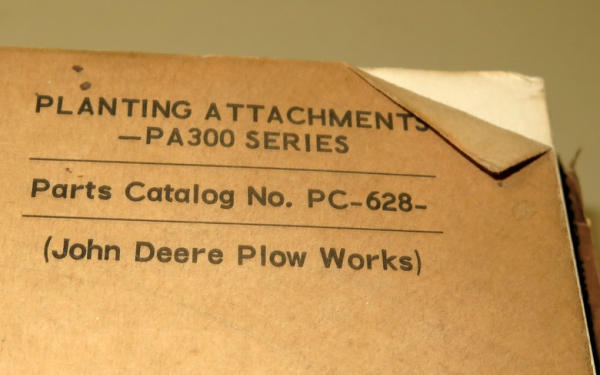 PLANTING ATTACHMENTS
—PA300 SERIES
Parts Catalog No. PC-628-
(John Deere Plow Works)